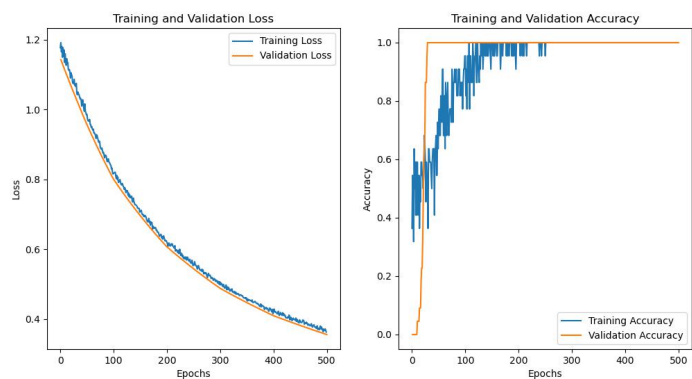 Training and Validation Loss
1.2
1.0
0.8
0.6
0.4
Loss
0
100
200
300
400
500
Epochs
Training Loss
Validation Loss
Training and Validation Accuracy
1.0
0.8
0.6
0.4
0.2
0.0
Accuracy
0
100
200
300
400
500
Epochs
Training Accuracy
Validation Accuracy